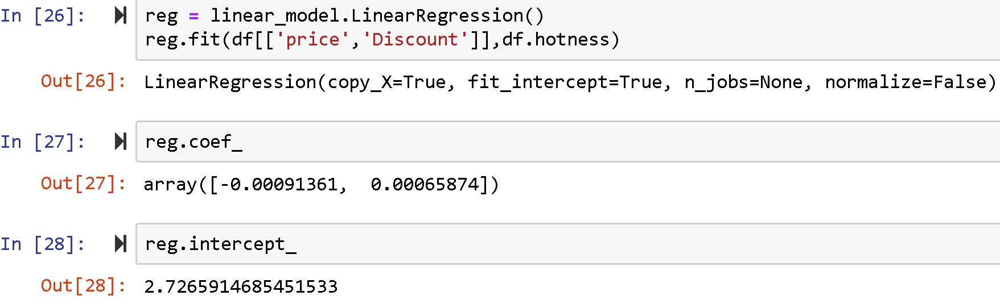 In [26]: reg = linear_model.LinearRegression()
reg.fit(df[['price','Discount']],df.hotness)
Out[26]: LinearRegression(copy_X=True, fit_intercept=True, n_jobs=None, normalize=False)
In [27]: reg.coef_
Out[27]: array([-0.00091361,  0.00065874])
In [28]: reg.intercept_
Out[28]: 2.7265914685451533